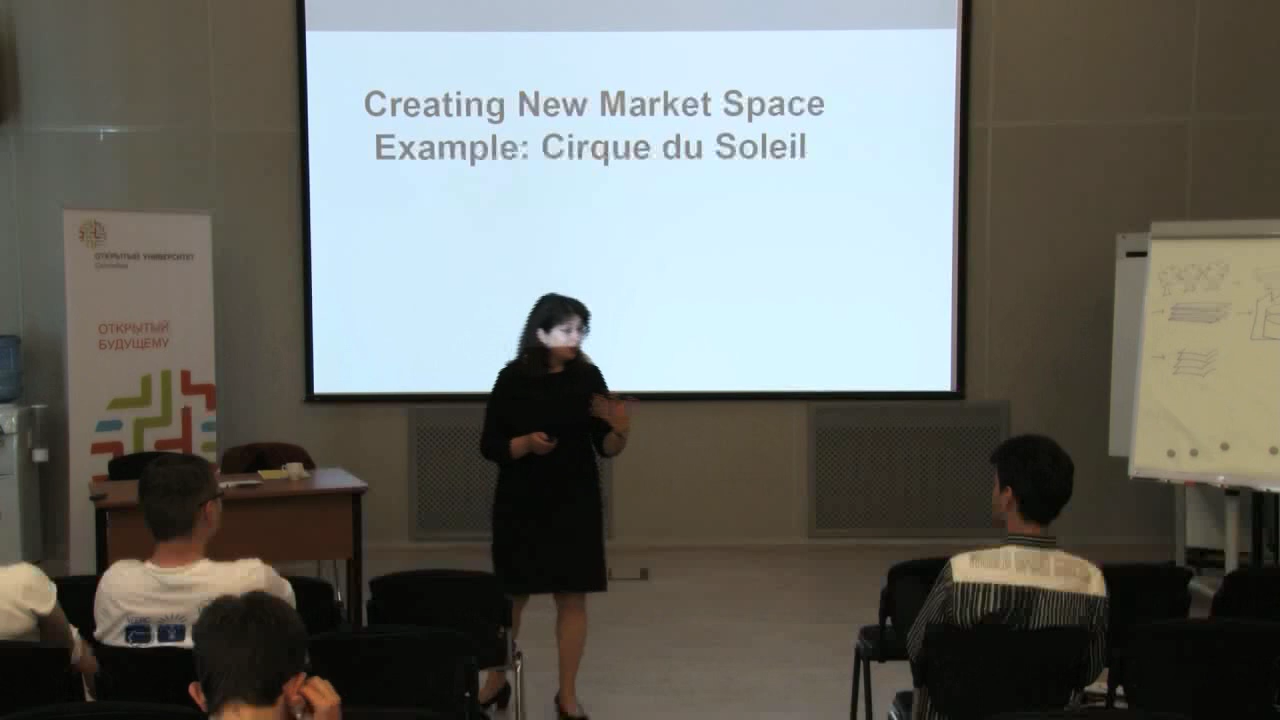 Creating New Market Space
Example: Cirque du Soleil
ОТКРЫТЫЙ УНИВЕРСИТЕТ
ОТКРЫТЫЙ
БУДУЩЕМУ